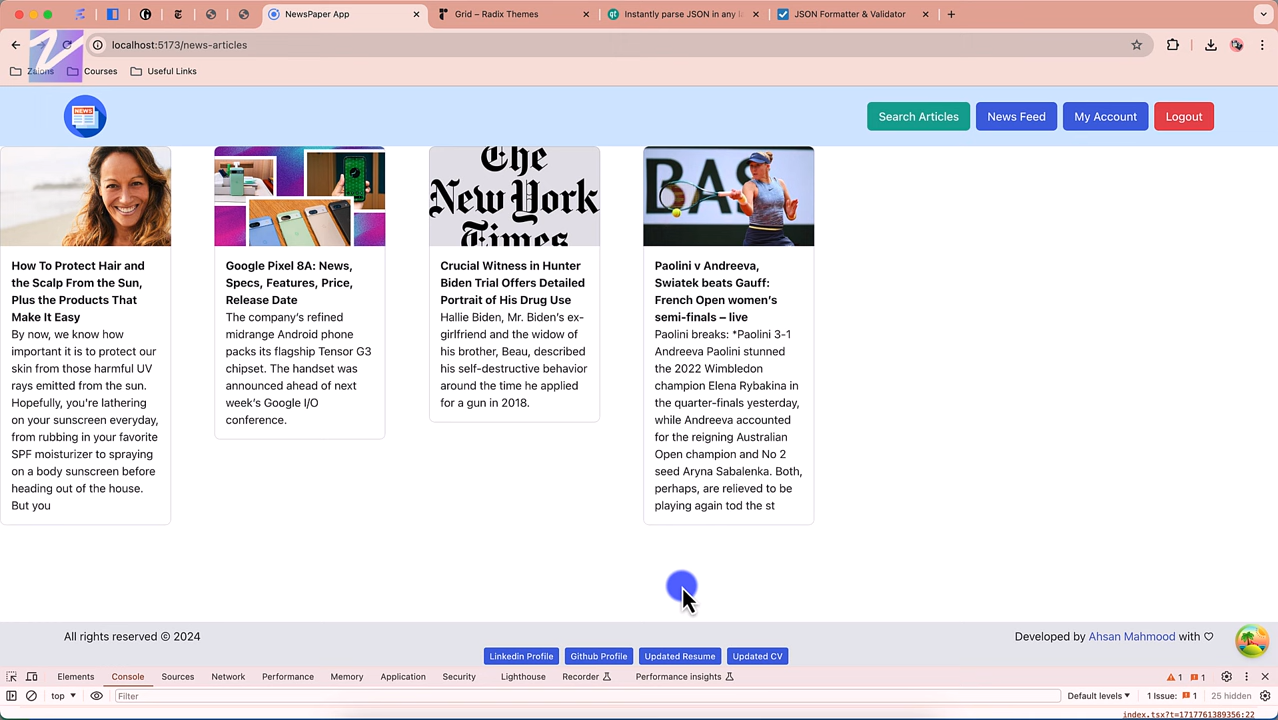 NewsPaper App
Grid – Radix Themes
Instantly parse JSON in any
JSON Formatter & Validator
localhost:5173/news-articles
Zaions
Courses
Useful Links
NEWS
Search Articles
News Feed
My Account
Logout
The
New York
Times
BAS
How To Protect Hair and
the Scalp From the Sun,
Plus the Products That
Make It Easy
By now, we know how
important it is to protect our
skin from those harmful UV
rays emitted from the sun.
Hopefully, you're lathering
on your sunscreen everyday,
from rubbing in your favorite
SPF moisturizer to spraying
on a body sunscreen before
heading out of the house.
But you
Google Pixel 8A: News,
Specs, Features, Price,
Release Date
The company's refined
midrange Android phone
packs its flagship Tensor G3
chipset. The handset was
announced ahead of next
week's Google I/O
conference.
Crucial Witness in Hunter
Biden Trial Offers Detailed
Portrait of His Drug Use
Hallie Biden, Mr. Biden's ex-
girlfriend and the widow of
his brother, Beau, described
his self-destructive behavior
around the time he applied
for a gun in 2018.
Paolini v Andreeva,
Swiatek beats Gauff:
French Open women's
semi-finals – live
Paolini breaks: *Paolini 3-1
Andreeva Paolini stunned
the 2022 Wimbledon
champion Elena Rybakina in
the quarter-finals yesterday,
while Andreeva accounted
for the reigning Australian
Open champion and No 2
seed Aryna Sabalenka. Both,
perhaps, are relieved to be
playing again tod the st
All rights reserved © 2024
Developed by Ahsan Mahmood with ♡
Linkedin Profile
Github Profile
Updated Resume
Updated CV
Elements
Console
Sources
Network
Performance
Memory
Application
Security
Lighthouse
Recorder
Performance insights
1
1
top
Filter
Default levels
1 Issue:
1
25 hidden
index.tsx?t=1717761389356:22